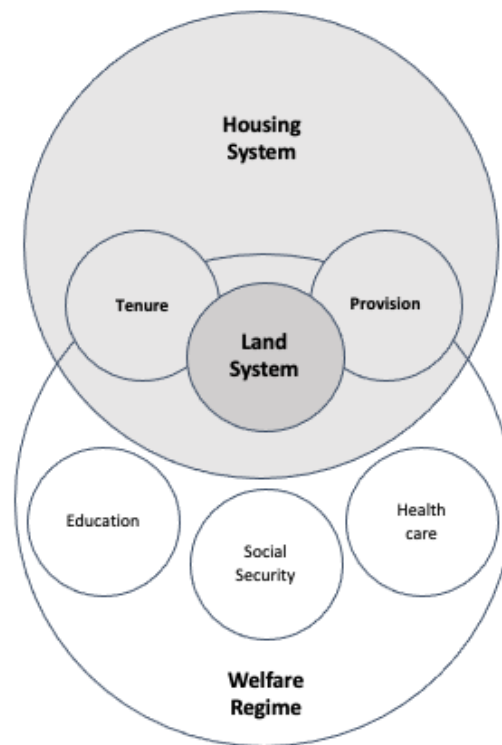 Housing
System
Tenure
Provision
Land
System
Education
Social
Security
Health
care
Welfare
Regime